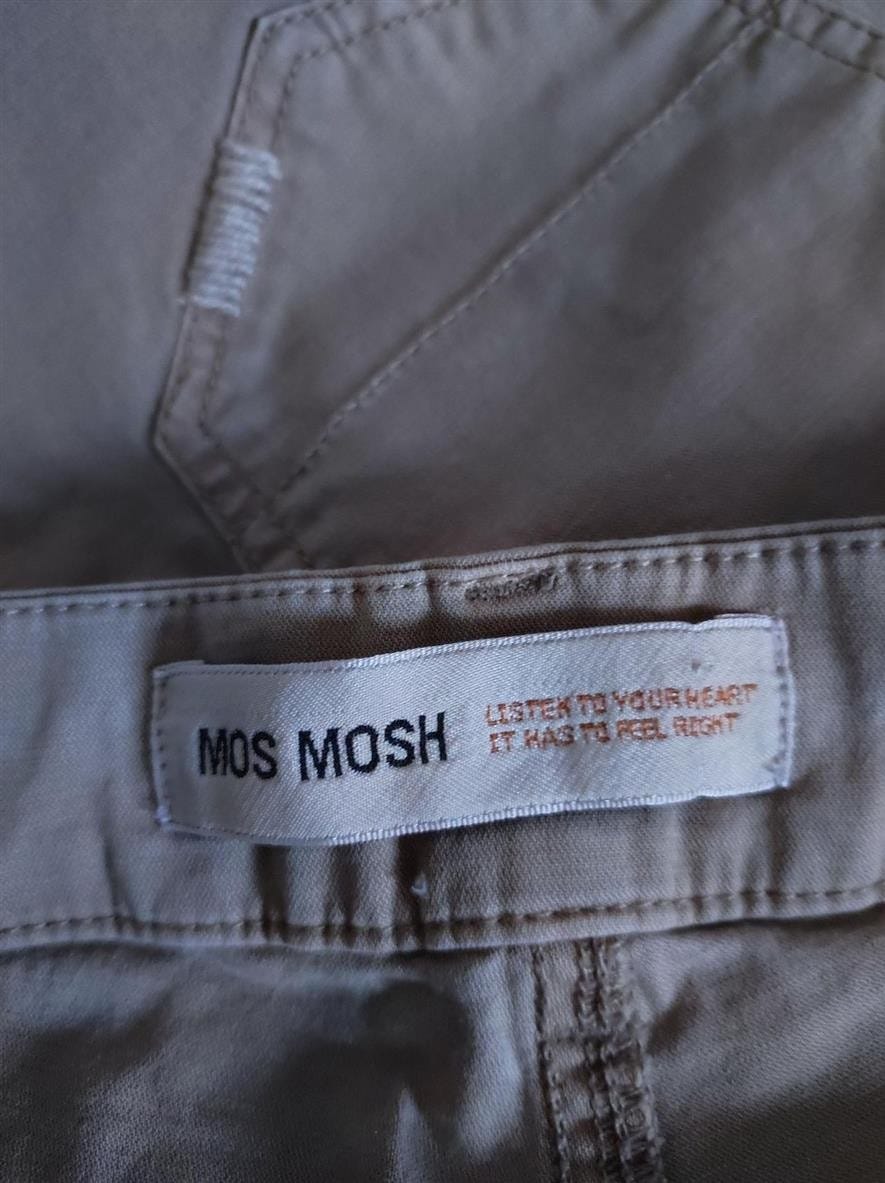 MOS MOSH
LISTEN TO YOUR HEART
IT HAS TO FEEL RIGHT